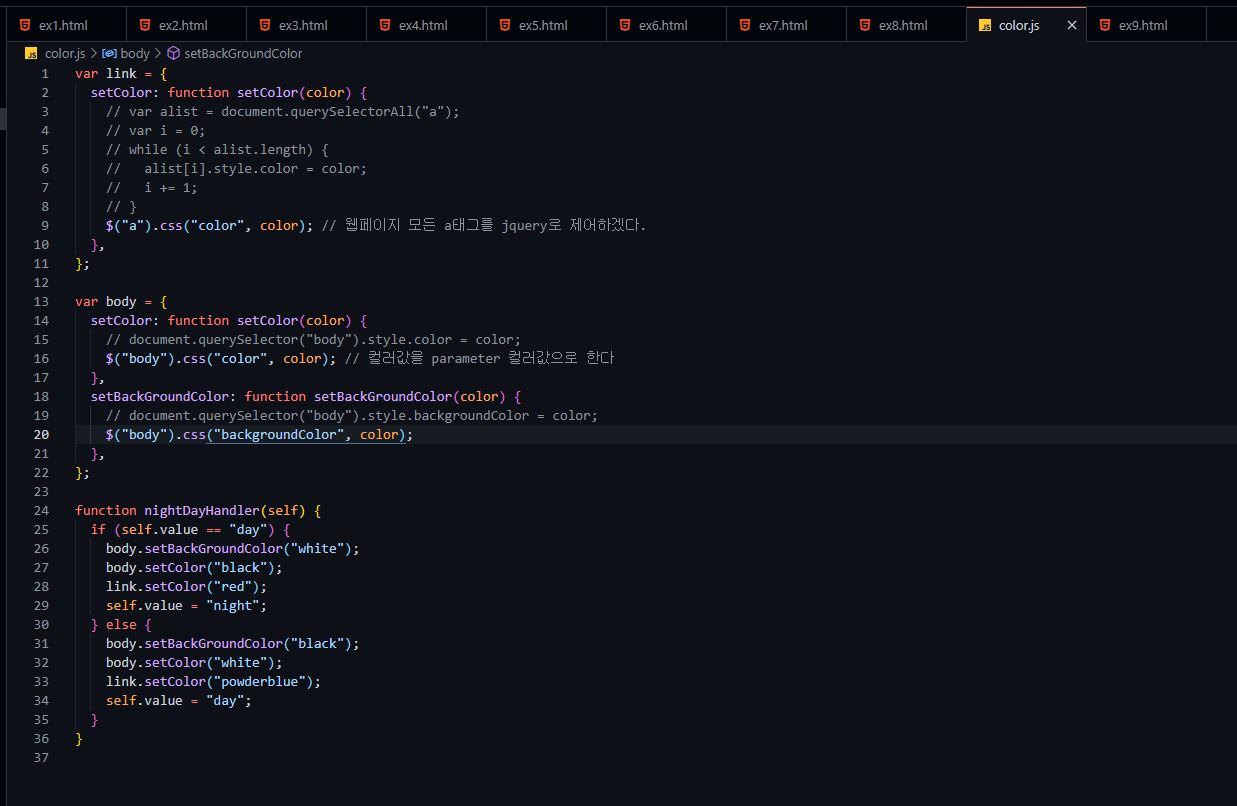 ex1.html ex2.html ex3.html ex4.html ex5.html ex6.html ex7.html ex8.html JS color.js × ex9.html
JS color.js > body > setBackGroundColor
1 var link = {
2   setColor: function setColor(color) {
3     // var alist = document.querySelectorAll("a");
4     // var i = 0;
5     // while (i < alist.length) {
6     //   alist[i].style.color = color;
7     //   i += 1;
8     // }
9     $("a").css("color", color); // 웹페이지 모든 a태그를 jquery로 제어하겠다.
10   },
11 };
12
13 var body = {
14   setColor: function setColor(color) {
15     // document.querySelector("body").style.color = color;
16     $("body").css("color", color); // 컬러값을 parameter 컬러값으로 한다
17   },
18   setBackGroundColor: function setBackGroundColor(color) {
19     // document.querySelector("body").style.backgroundColor = color;
20     $("body").css("backgroundColor", color);
21   },
22 };
23
24 function nightDayHandler(self) {
25   if (self.value == "day") {
26     body.setBackGroundColor("white");
27     body.setColor("black");
28     link.setColor("red");
29     self.value = "night";
30   } else {
31     body.setBackGroundColor("black");
32     body.setColor("white");
33     link.setColor("powderblue");
34     self.value = "day";
35   }
36 }
37